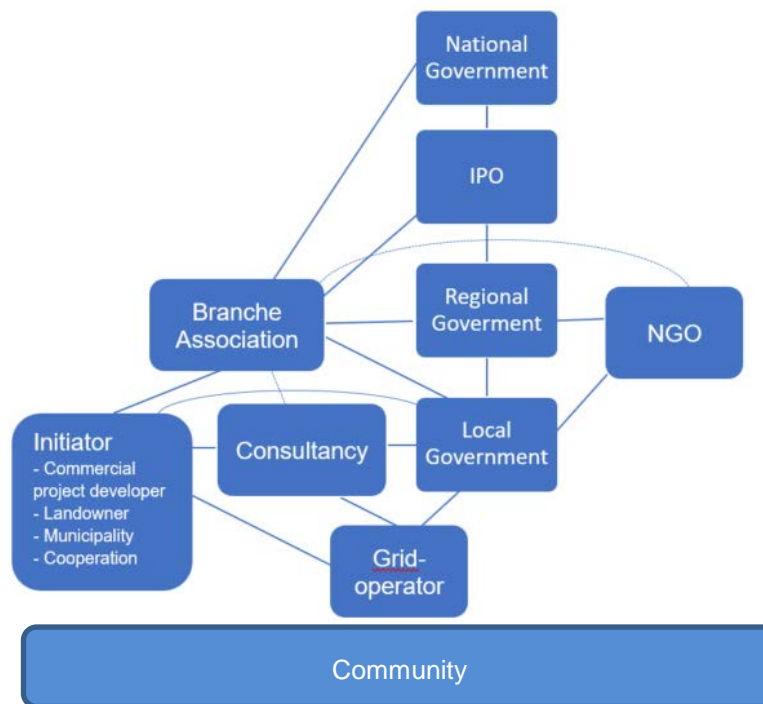 National
Government
IPO
Regional
Goverment
Branche
Association
NGO
Initiator
- Commercial
project developer
- Landowner
- Municipality
- Cooperation
Consultancy
Local
Government
Grid-
operator
Community